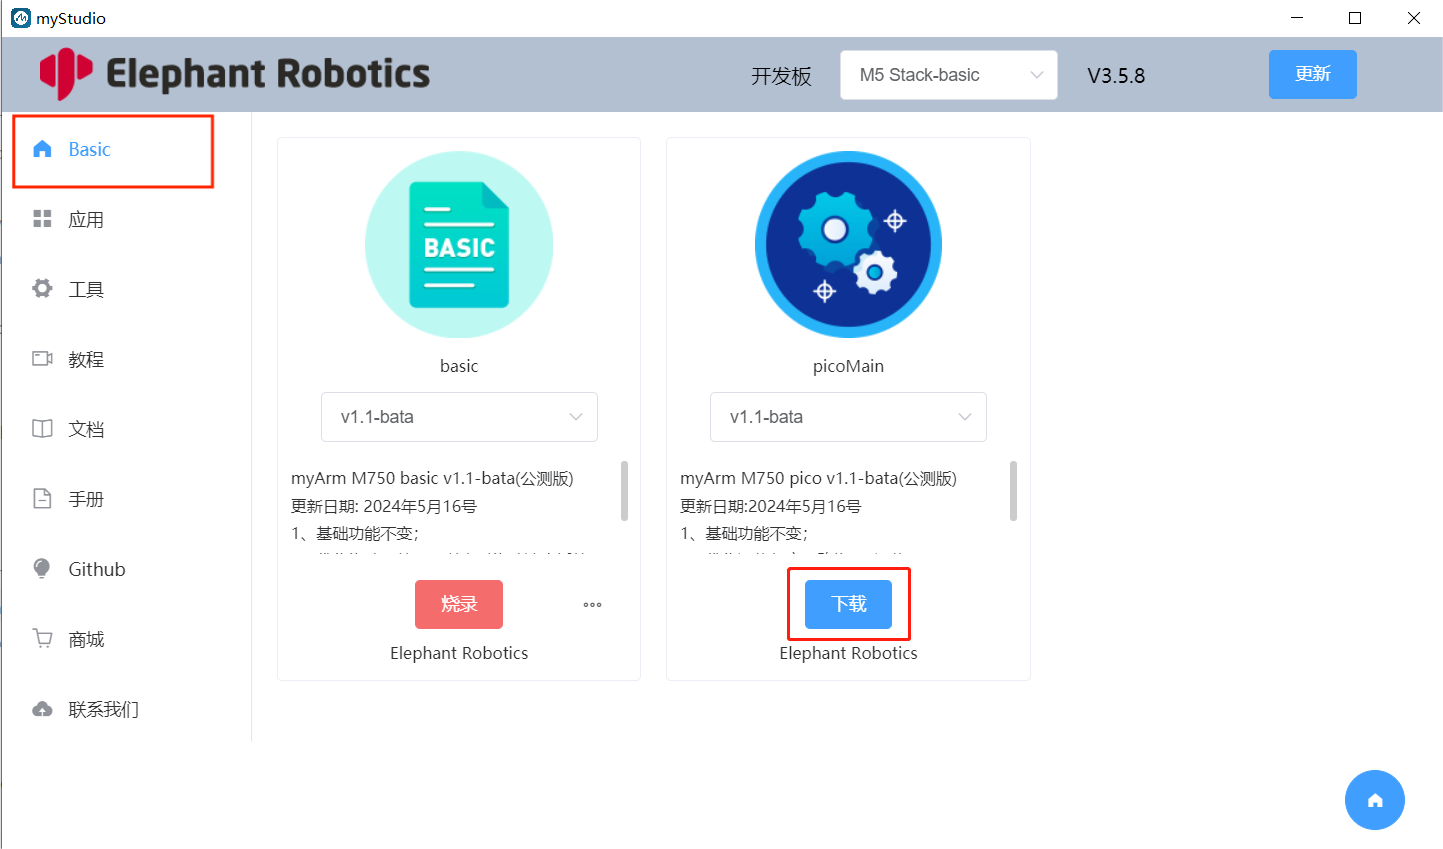 myStudio
Elephant Robotics
开发板
M5 Stack-basic
V3.5.8
更新
Basic
应用
工具
教程
文档
手册
Github
商城
联系我们
BASIC
basic
v1.1-bata
myArm M750 basic v1.1-bata(公测版)
更新日期: 2024年5月16号
1、基础功能不变；
烧录
Elephant Robotics
picoMain
v1.1-bata
myArm M750 pico v1.1-bata(公测版)
更新日期:2024年5月16号
1、基础功能不变；
下载
Elephant Robotics